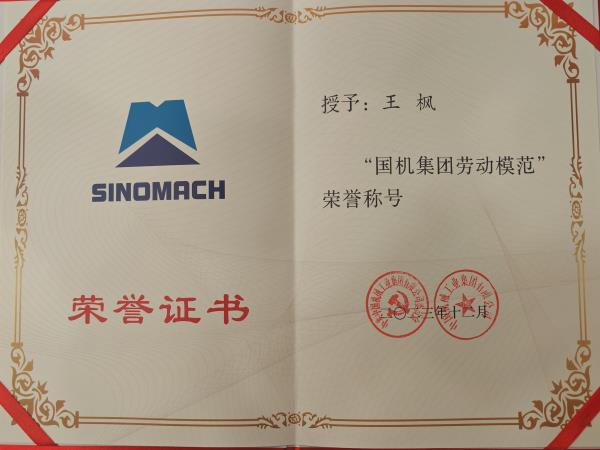 SINOMACH
荣誉证书
授予：王 枫
“国机集团劳动模范”
荣誉称号
二〇二三年十二月